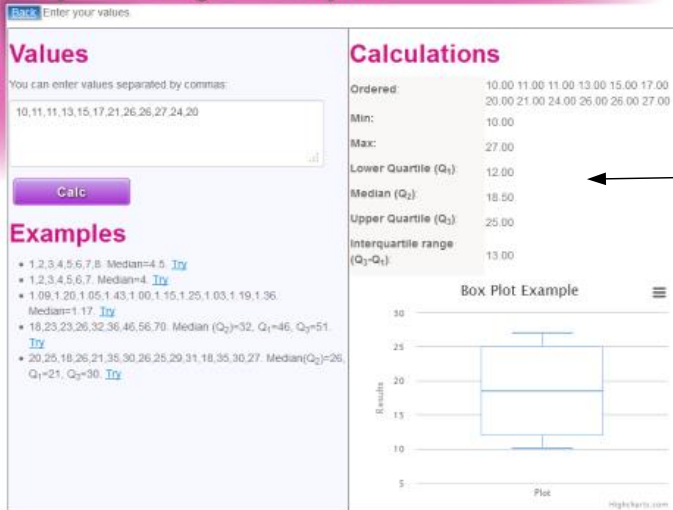 Back Enter your values.
Values
You can enter values separated by commas:
10,11,11,13,15,17,21,26,26,27,24,20
Calc
Examples
1,2,3,4,5,6,7,8. Median=4.5. Try
1,2,3,4,5,6,7. Median=4. Try
1.09,1.20,1.05,1.43,1.00,1.15,1.25,1.03,1.19,1.36.
Median=1.17. Try
18,23,23,26,32,36,46,56,70. Median (Q2)=32, Q1=46, Q3=51.
Try
20,25,18,26,21,35,30,26,25,29,31,18,35,30,27. Median(Q2)=26,
Q1=21, Q3=30. Try
Calculations
Ordered: 10.00 11.00 11.00 13.00 15.00 17.00
20.00 21.00 24.00 26.00 26.00 27.00
Min: 10.00
Max: 27.00
Lower Quartile (Q1): 12.00
Median (Q2): 18.50
Upper Quartile (Q3): 25.00
Interquartile range
(Q3-Q1): 13.00
Box Plot Example
30
25
20
15
10
5
Results
Plot
Highcharts.com